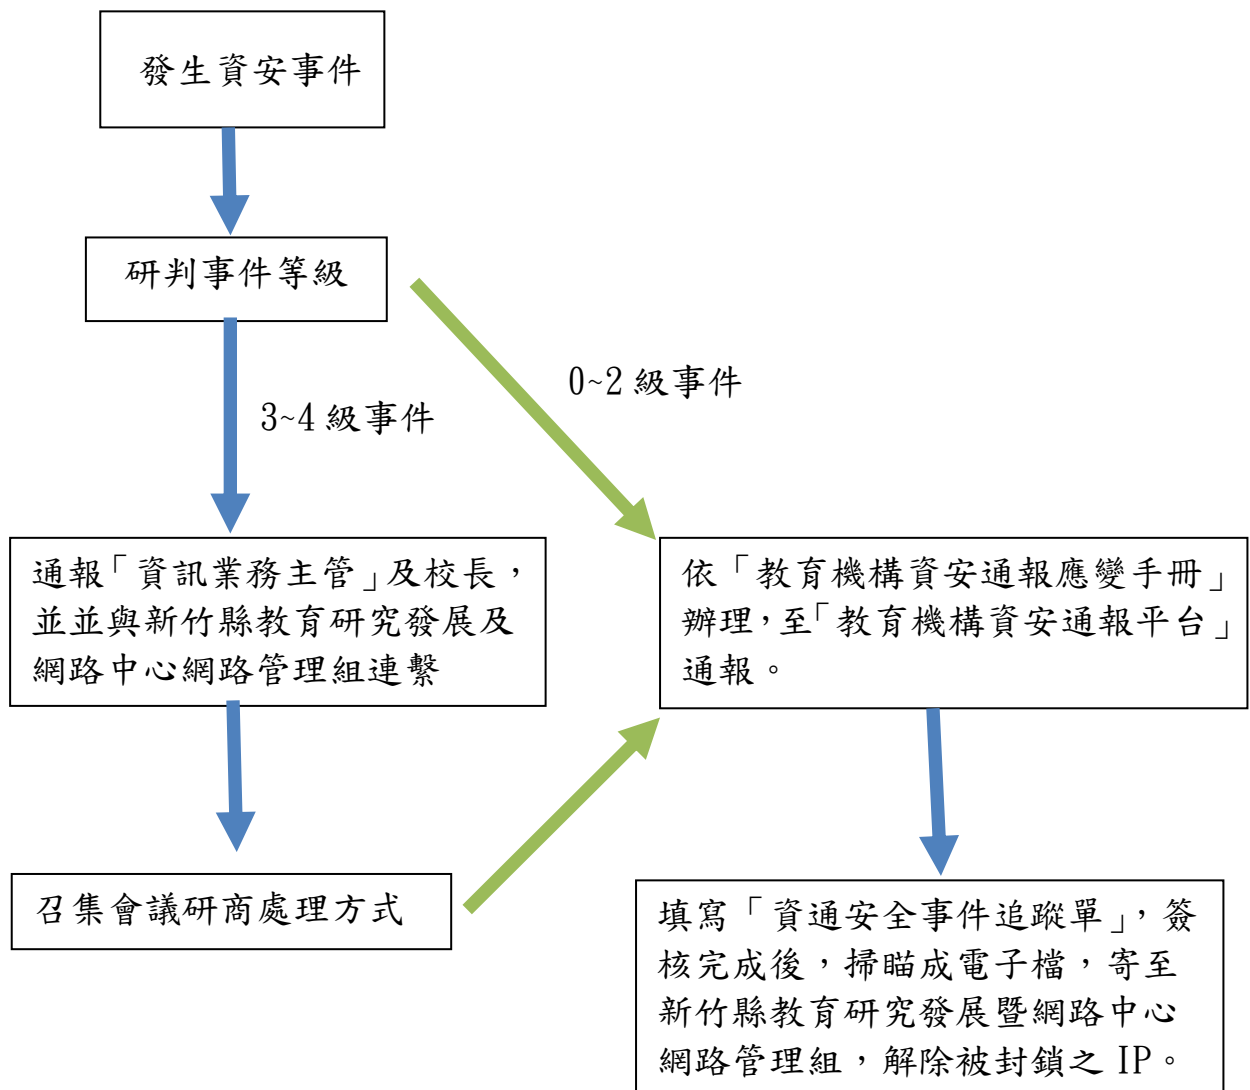 發生資安事件
研判事件等級
0~2 級事件
3~4 級事件
通報「資訊業務主管」及校長，
並並與新竹縣教育研究發展及
網路中心網路管理組連繫
依「教育機構資安通報應變手冊」
辦理，至「教育機構資安通報平台」
通報。
召集會議研商處理方式
填寫「資通安全事件追蹤單」，簽
核完成後，掃瞄成電子檔，寄至
新竹縣教育研究發展暨網路中心
網路管理組，解除被封鎖之 IP。